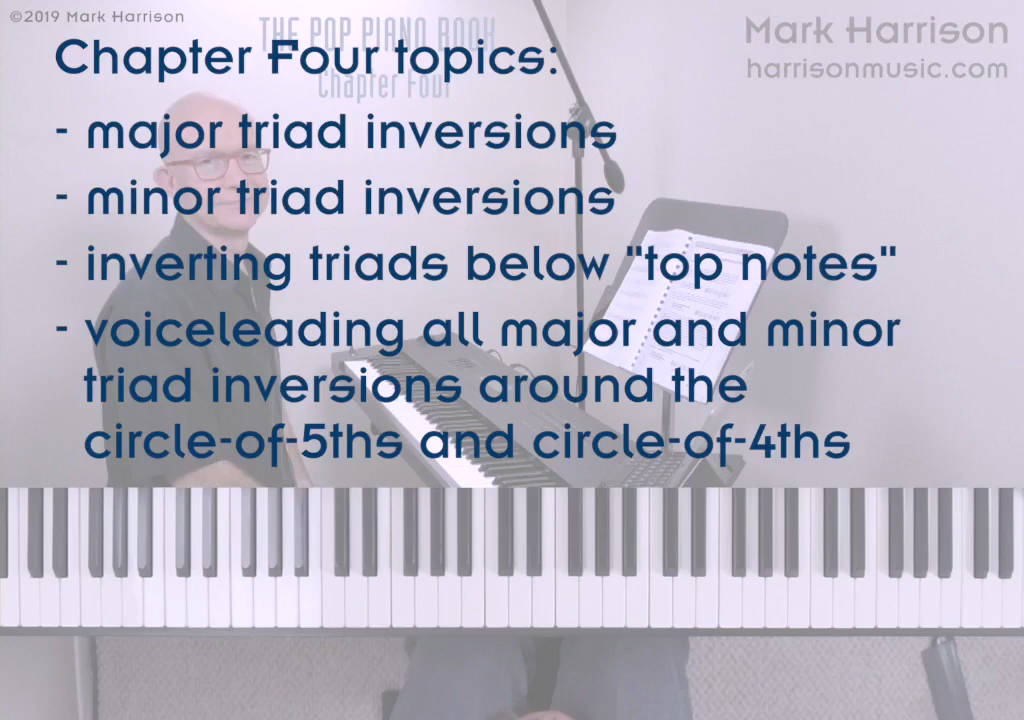 ©2019 Mark Harrison
THE POP PIANO BOOK
Chapter Four
Mark Harrison
harrisonmusic.com
Chapter Four topics:
- major triad inversions
- minor triad inversions
- inverting triads below "top notes"
- voiceleading all major and minor
triad inversions around the
circle-of-5ths and circle-of-4ths